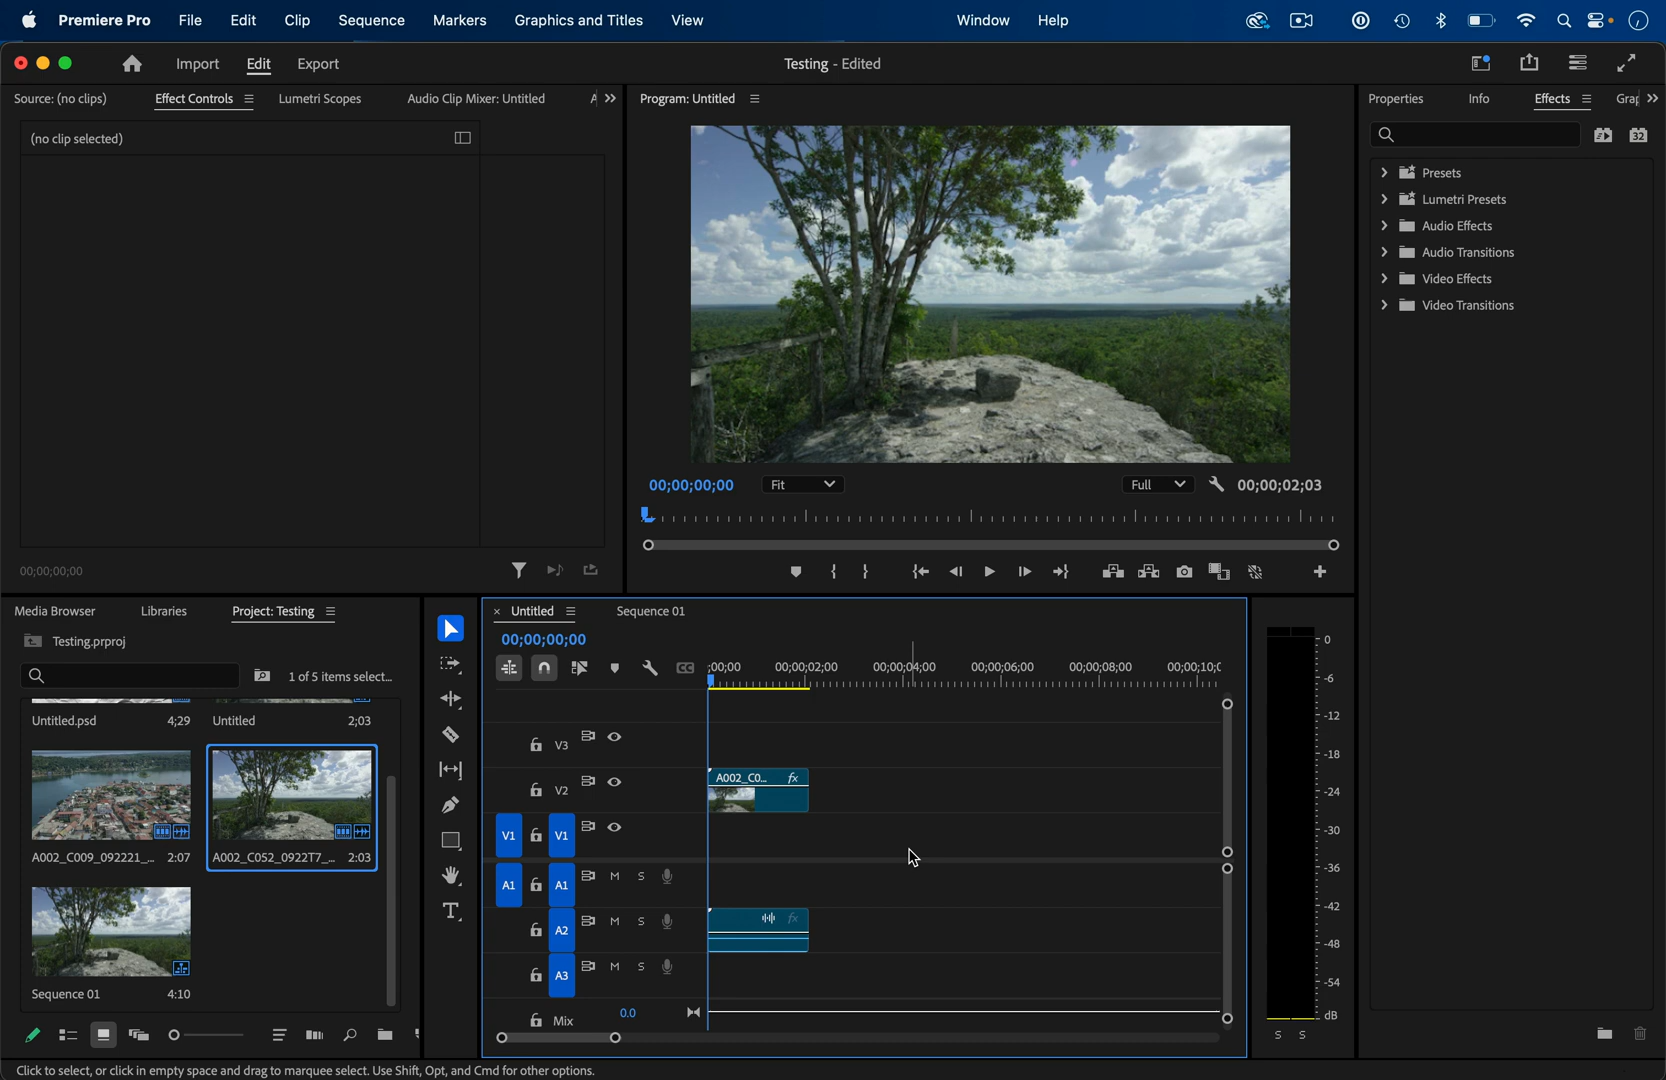 Premiere Pro File Edit Clip Sequence Markers Graphics and Titles View Window Help
Import Edit Export Testing - Edited
Source: (no clips) Effect Controls Lumetri Scopes Audio Clip Mixer: Untitled
Program: Untitled
Properties Info Effects
(no clip selected)
32
Presets
Lumetri Presets
Audio Effects
Audio Transitions
Video Effects
Video Transitions
00;00;00;00 Fit Full 00;00;02;03
00;00;00;00
Media Browser Libraries Project: Testing
Testing.prproj
1 of 5 items select...
Untitled.psd 4;29 Untitled 2;03
A002_C009_092221_... 2:07 A002_C052_0922T7_... 2:03
Sequence 01 4:10
× Untitled Sequence 01
00;00;00;00
;00;00 00;00;02;00 00;00;04;00 00;00;06;00 00;00;08;00 00;00;10;0
V3
V2 A002_C0... fx
V1 V1
A1 A1 M S
A2 M S fx
A3 M S
Mix 0.0
0
-6
-12
-18
-24
-30
-36
-42
-48
-54
dB
S S
Click to select, or click in empty space and drag to marquee select. Use Shift, Opt, and Cmd for other options.